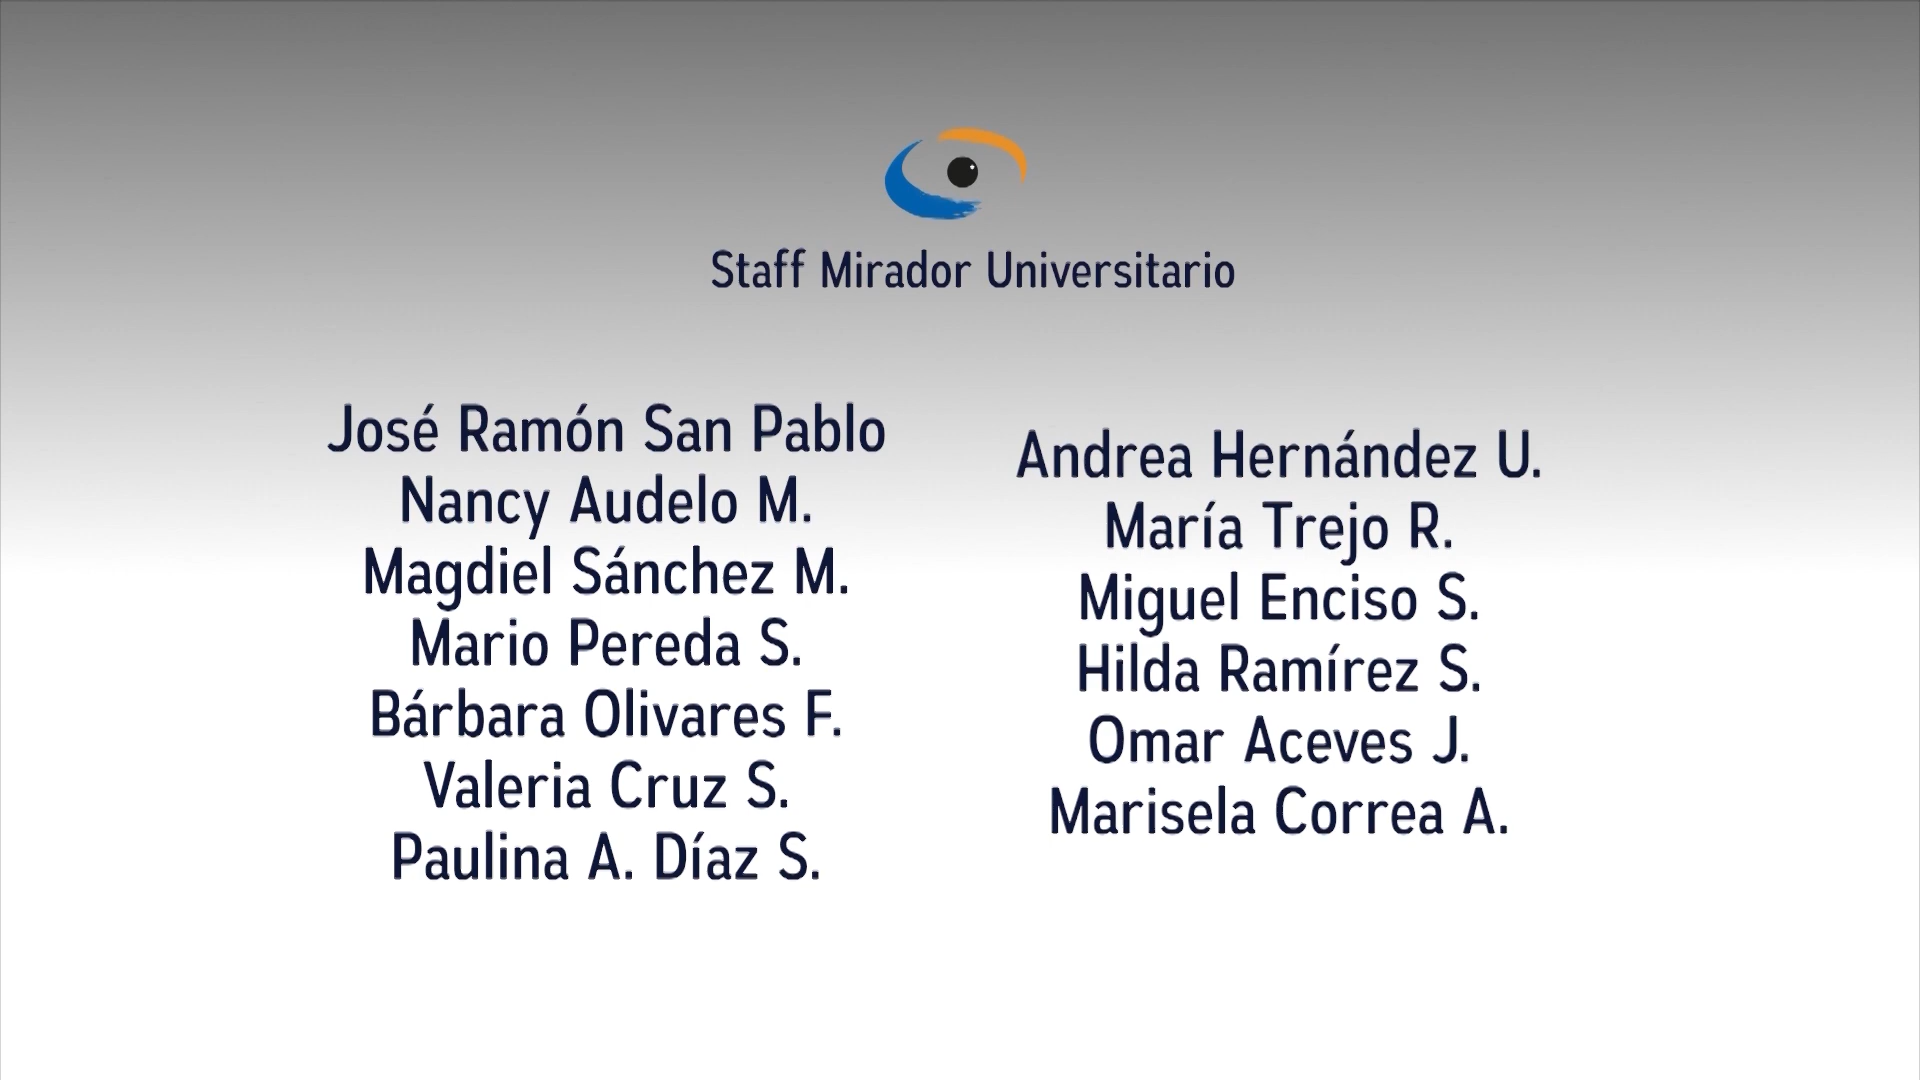 Staff Mirador Universitario
José Ramón San Pablo
Nancy Audelo M.
Magdiel Sánchez M.
Mario Pereda S.
Bárbara Olivares F.
Valeria Cruz S.
Paulina A. Díaz S.
Andrea Hernández U.
María Trejo R.
Miguel Enciso S.
Hilda Ramírez S.
Omar Aceves J.
Marisela Correa A.